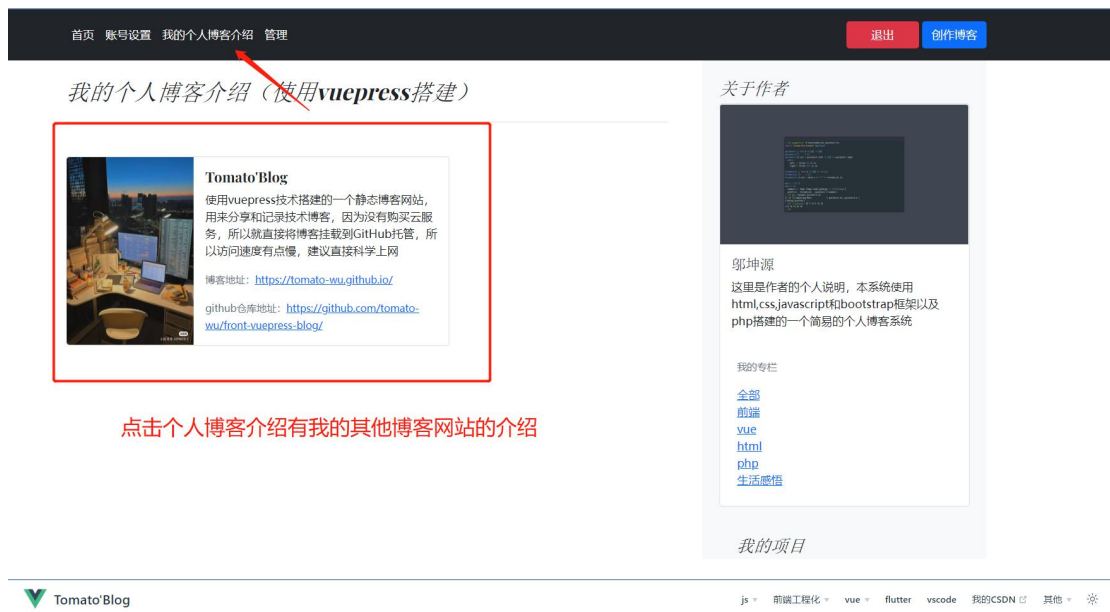 首页 账号设置 我的个人博客介绍 管理
退出 创作博客
我的个人博客介绍（使用vuepress搭建）
Tomato'Blog
使用vuepress技术搭建的一个静态博客网站，
用来分享和记录技术博客，因为没有购买云服
务，所以就直接将博客挂载到GitHub托管，所
以访问速度有点慢，建议直接科学上网
博客地址：https://tomato-wu.github.io/
github仓库地址：https://github.com/tomato-
wu/front-vuepress-blog/
点击个人博客介绍有我的其他博客网站的介绍
关于作者
邬坤源
这里是作者的个人说明，本系统使用
html,css,javascript和bootstrap框架以及
php搭建的一个简易的个人博客系统
我的专栏
全部
前端
vue
html
php
生活感悟
我的项目
Tomato'Blog
js 前端工程化 vue flutter vscode 我的CSDN 其他